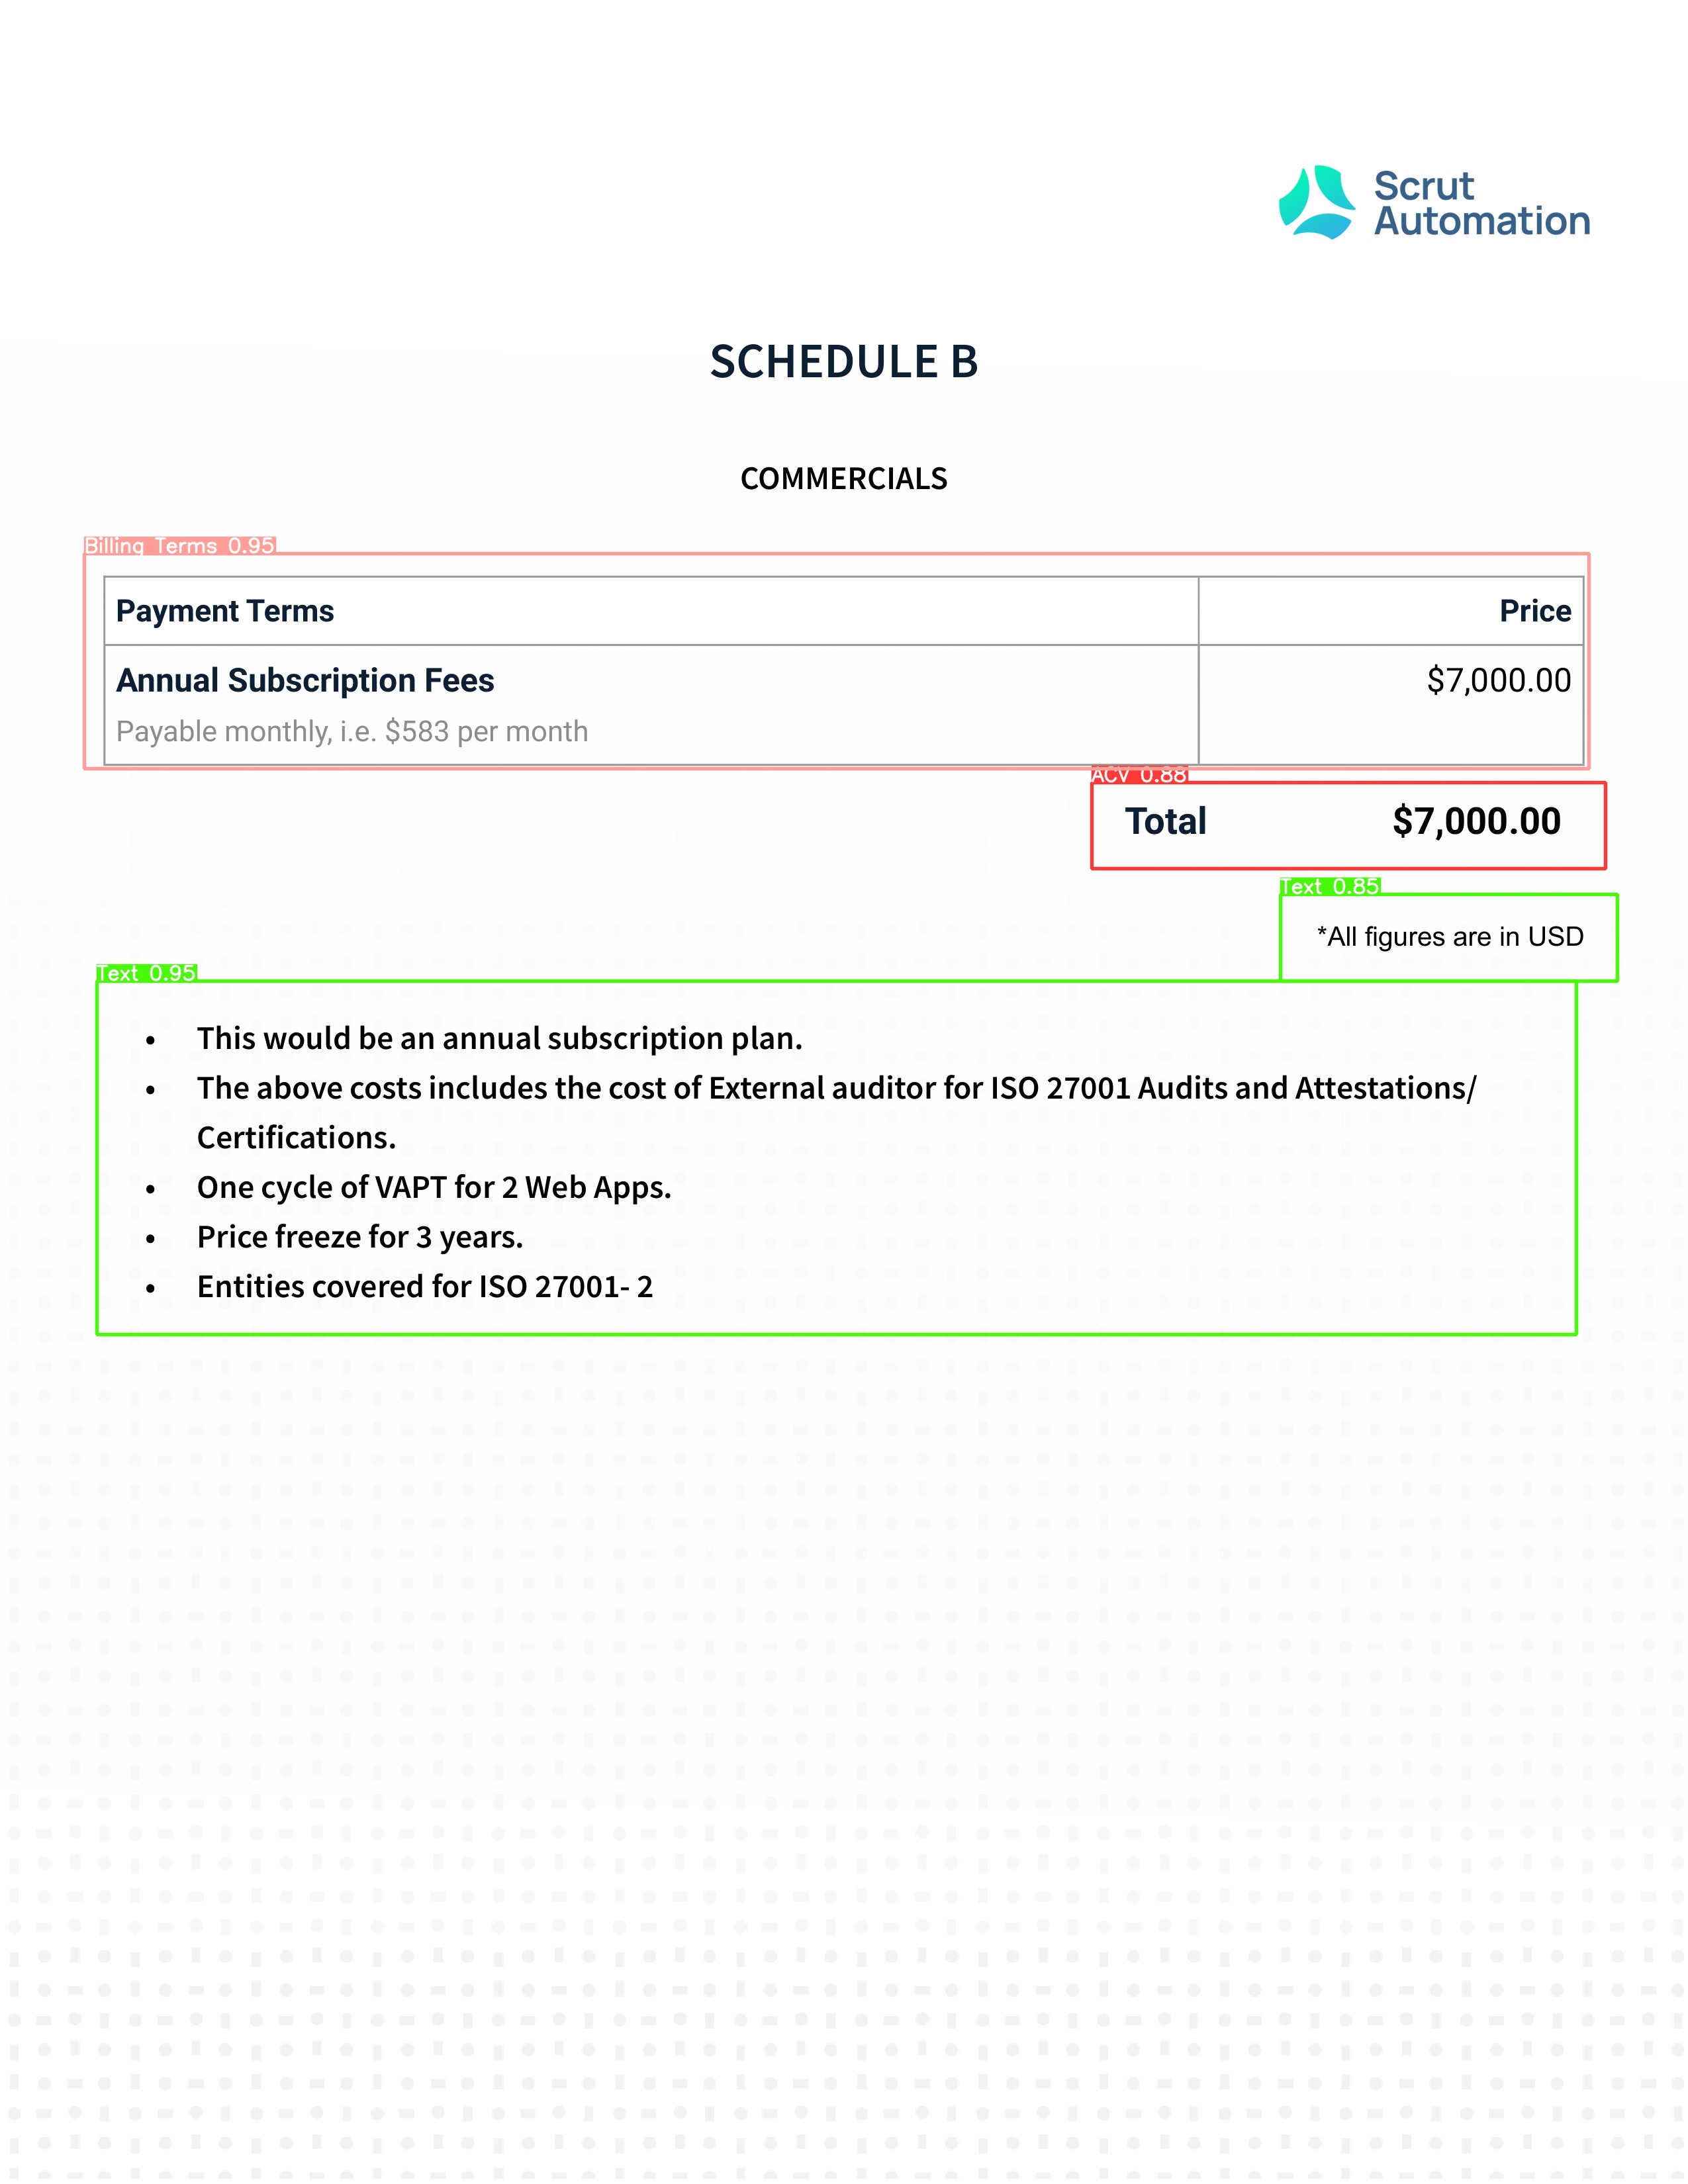 Scrut
Automation
SCHEDULE B
COMMERCIALS
Billing Terms 0.95
Payment Terms Price
Annual Subscription Fees $7,000.00
Payable monthly, i.e. $583 per month
ACV 0.88
Total $7,000.00
Text 0.85
*All figures are in USD
Text 0.95
• This would be an annual subscription plan.
• The above costs includes the cost of External auditor for ISO 27001 Audits and Attestations/
Certifications.
• One cycle of VAPT for 2 Web Apps.
• Price freeze for 3 years.
• Entities covered for ISO 27001- 2